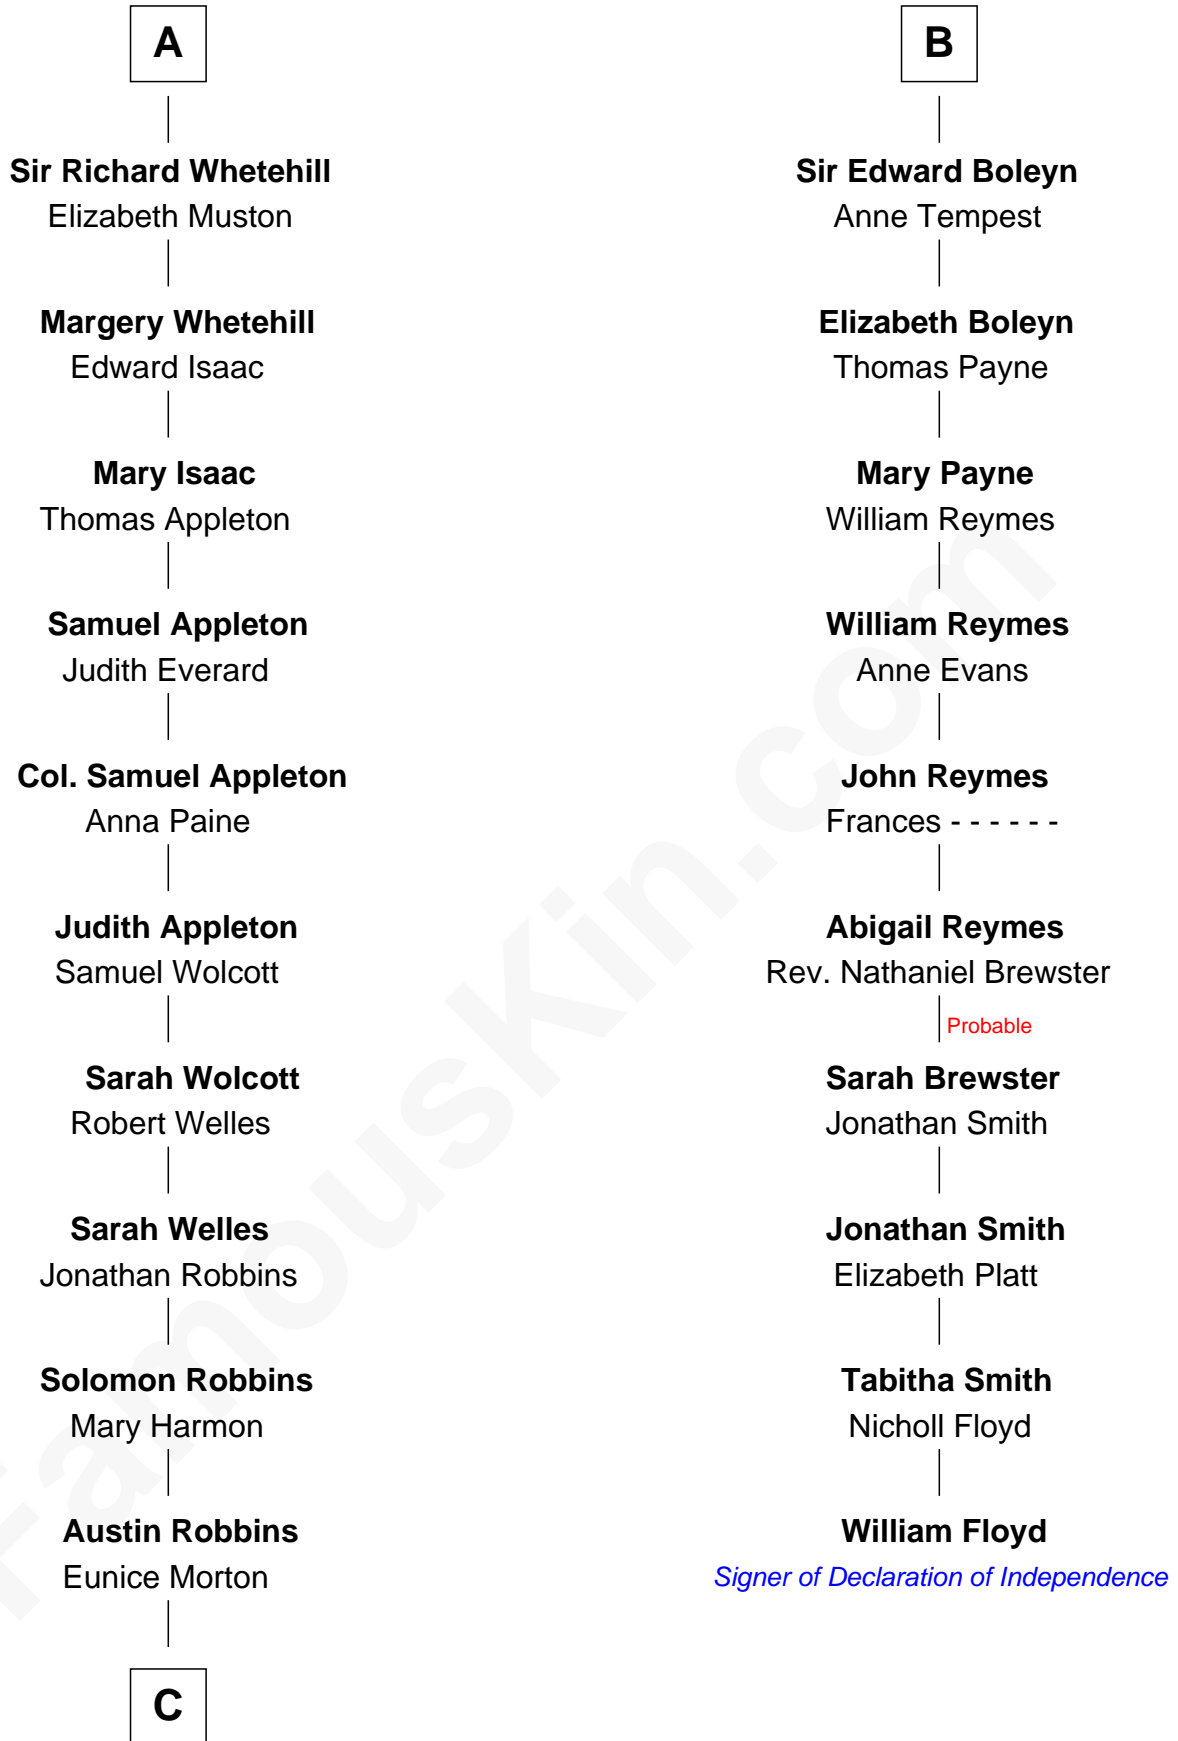 A
Sir Richard Whetehill
Elizabeth Muston
Margery Whetehill
Edward Isaac
Mary Isaac
Thomas Appleton
Samuel Appleton
Judith Everard
Col. Samuel Appleton
Anna Paine
Judith Appleton
Samuel Wolcott
Sarah Wolcott
Robert Welles
Sarah Welles
Jonathan Robbins
Solomon Robbins
Mary Harmon
Austin Robbins
Eunice Morton
C
B
Sir Edward Boleyn
Anne Tempest
Elizabeth Boleyn
Thomas Payne
Mary Payne
William Reymes
William Reymes
Anne Evans
John Reymes
Frances - - - - - -
Abigail Reymes
Rev. Nathaniel Brewster
Probable
Sarah Brewster
Jonathan Smith
Jonathan Smith
Elizabeth Platt
Tabitha Smith
Nicholl Floyd
William Floyd
Signer of Declaration of Independence
FamousKin.com